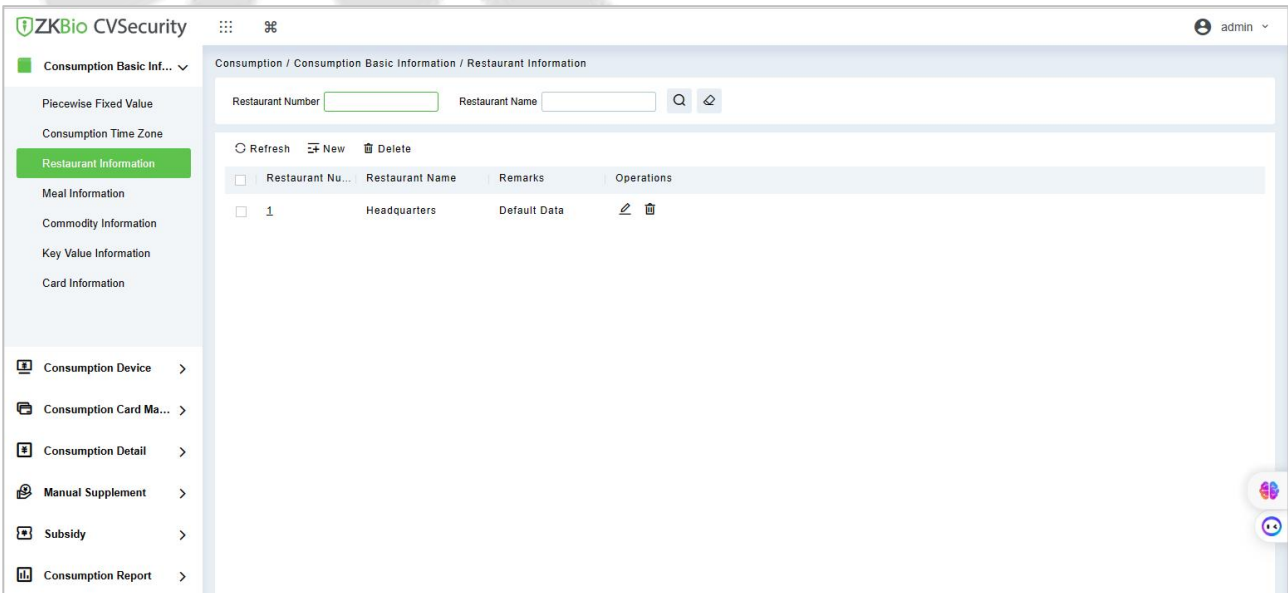 ZKBio CVSecurity
admin
Consumption Basic Inf...
Piecewise Fixed Value
Consumption Time Zone
Restaurant Information
Meal Information
Commodity Information
Key Value Information
Card Information
Consumption Device
Consumption Card Ma...
Consumption Detail
Manual Supplement
Subsidy
Consumption Report
Consumption / Consumption Basic Information / Restaurant Information
Restaurant Number Restaurant Name
Refresh New Delete
Restaurant Nu... Restaurant Name Remarks Operations
1 Headquarters Default Data